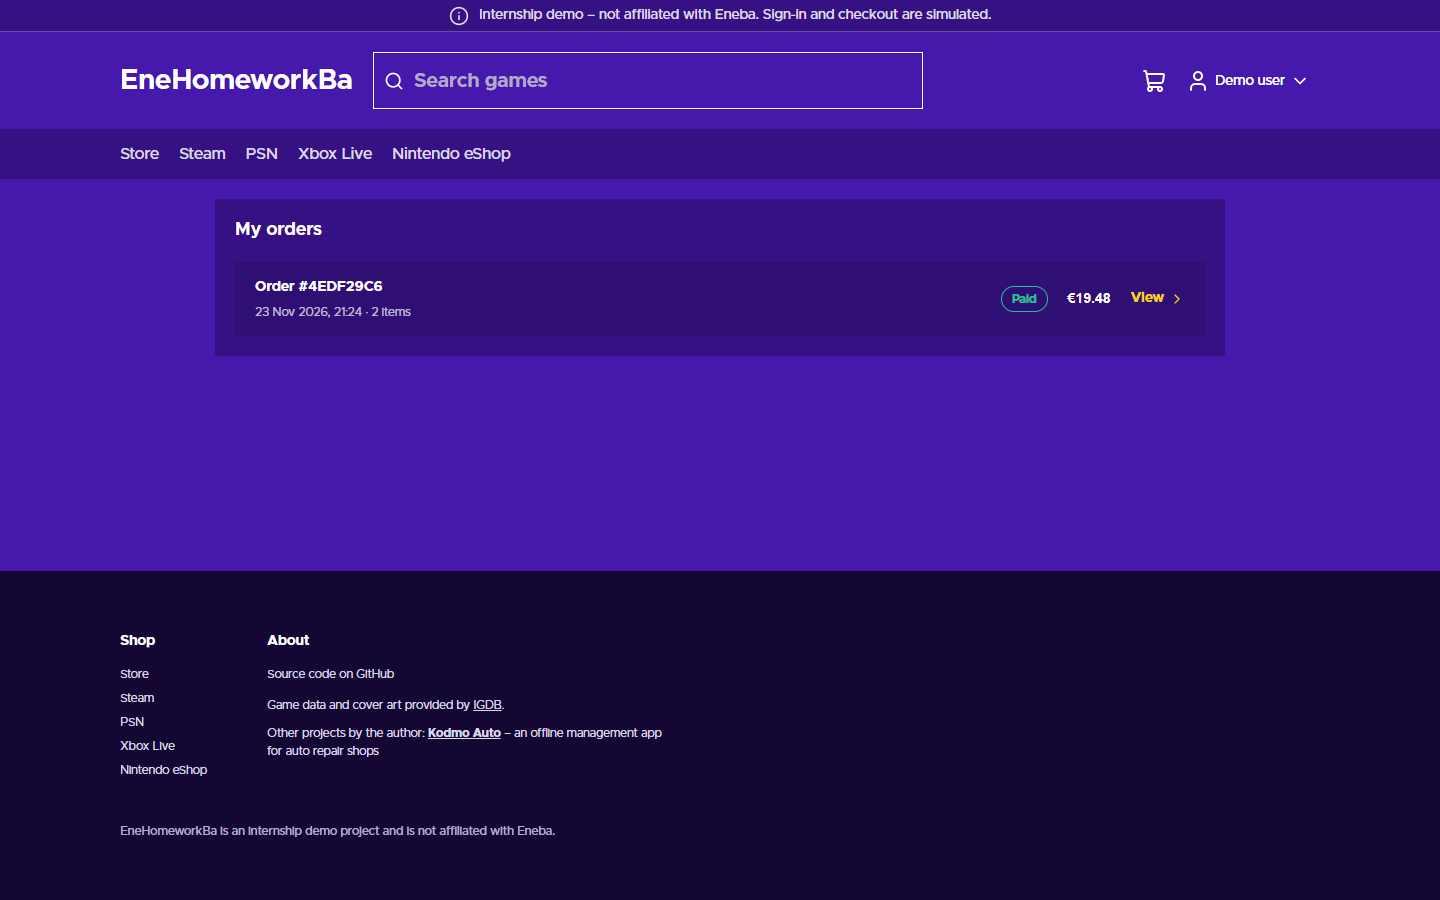 Internship demo – not affiliated with Eneba. Sign-in and checkout are simulated.
EneHomeworkBa
Search games
Demo user
Store Steam PSN Xbox Live Nintendo eShop
My orders
Order #4EDF29C6
23 Nov 2026, 21:24 · 2 items
Paid
€19.48
View
Shop
Store
Steam
PSN
Xbox Live
Nintendo eShop
About
Source code on GitHub
Game data and cover art provided by IGDB.
Other projects by the author: Kodmo Auto – an offline management app
for auto repair shops
EneHomeworkBa is an internship demo project and is not affiliated with Eneba.